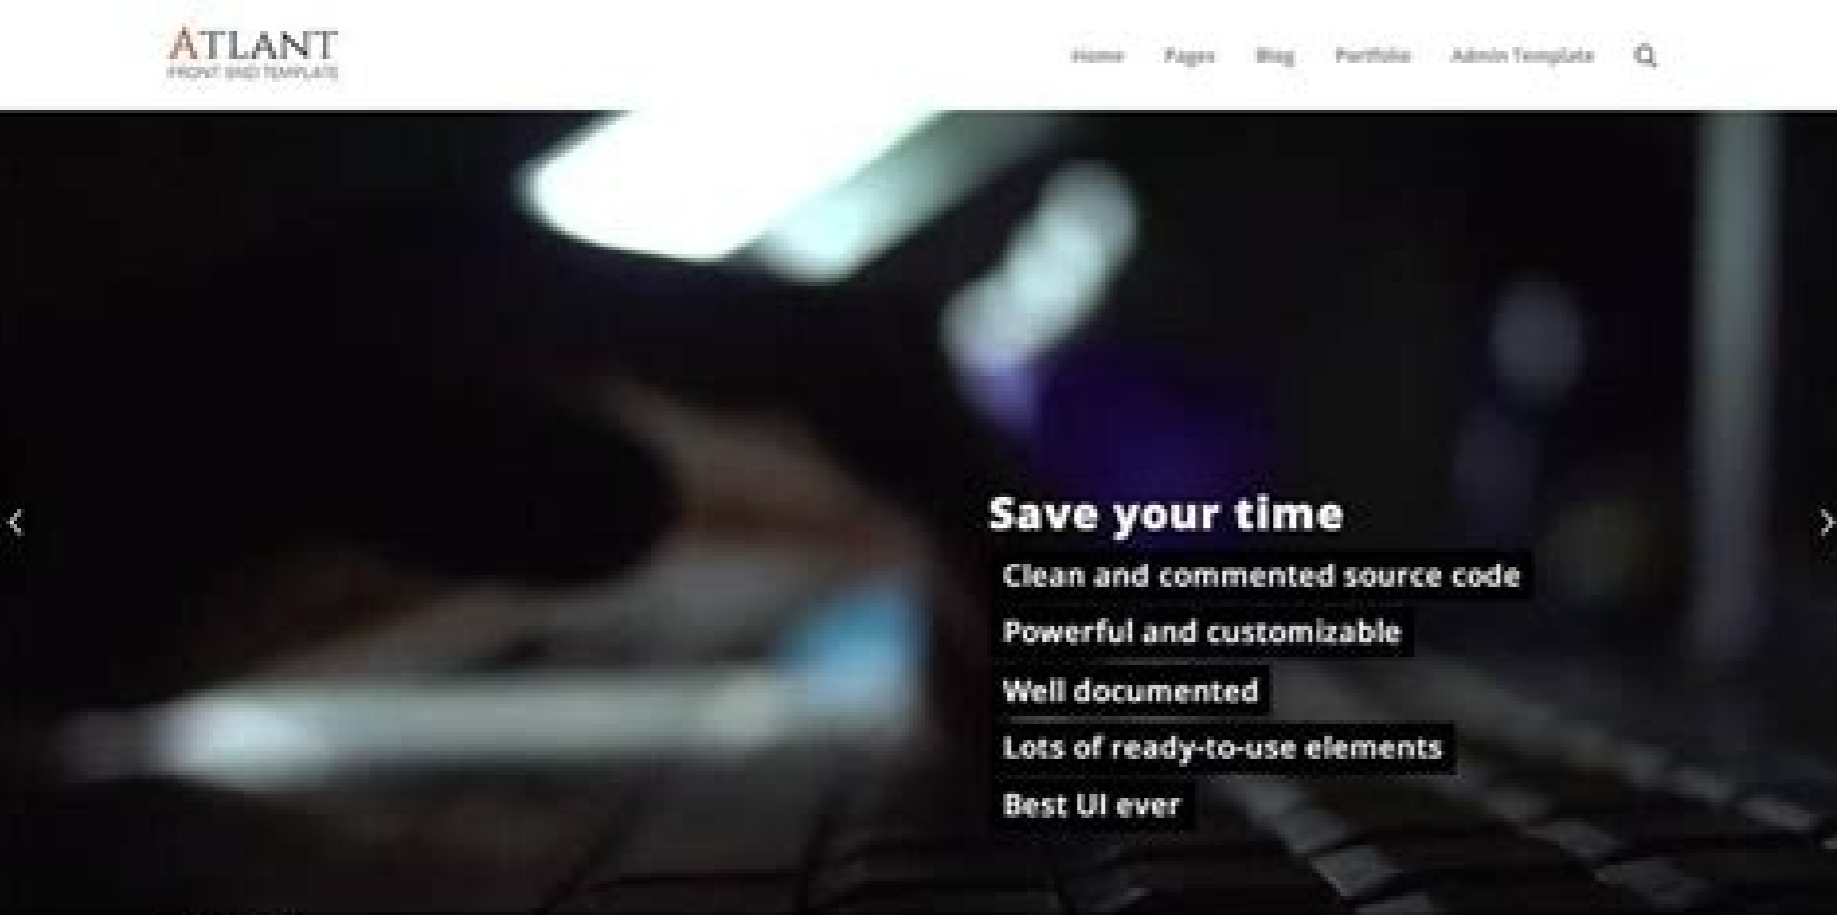 ATLANT
FRONT END TEMPLATE
Home Pages Blog Portfolio Admin Template
Save your time
Clean and commented source code
Powerful and customizable
Well documented
Lots of ready-to-use elements
Best UI ever